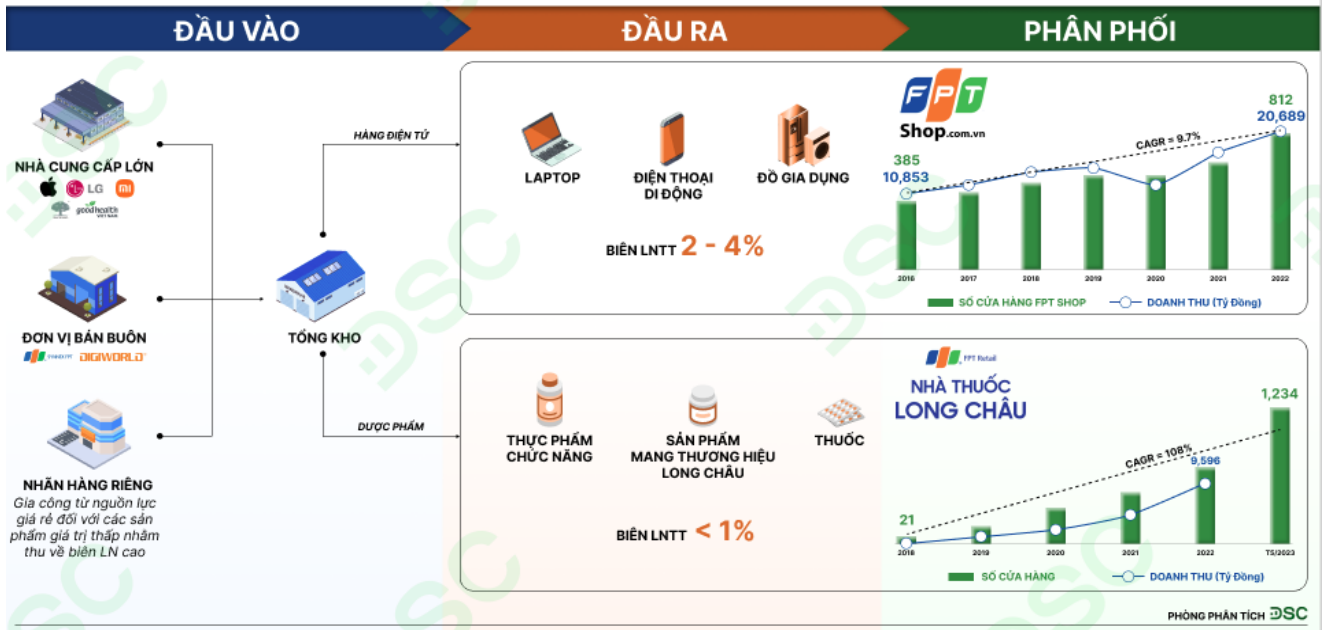 ĐẦU VÀO
ĐẦU RA
PHÂN PHỐI
NHÀ CUNG CẤP LỚN
LG
mi
goodhealth
VIỆT NAM
ĐƠN VỊ BÁN BUÔN
DIGIWORLD
NHÃN HÀNG RIÊNG
Gia công từ nguồn lực
giá rẻ đối với các sản
phẩm giá trị thấp nhằm
thu về biên LN cao
TỔNG KHO
HÀNG ĐIỆN TỬ
DƯỢC PHẨM
LAPTOP
ĐIỆN THOẠI
DI ĐỘNG
ĐỒ GIA DỤNG
BIÊN LNTT 2 - 4%
FPT
Shop.com.vn
385
10,853
CAGR = 9.7%
812
20,689
2016
2017
2018
2019
2020
2021
2022
SỐ CỬA HÀNG FPT SHOP
DOANH THU (Tỷ Đồng)
THỰC PHẨM
CHỨC NĂNG
SẢN PHẨM
MANG THƯƠNG HIỆU
LONG CHÂU
THUỐC
BIÊN LNTT < 1%
FPT Retail
NHÀ THUỐC
LONG CHÂU
21
CAGR = 108%
9,596
1,234
2018
2019
2020
2021
2022
T5/2023
SỐ CỬA HÀNG
DOANH THU (Tỷ Đồng)
PHÒNG PHÂN TÍCH DSC